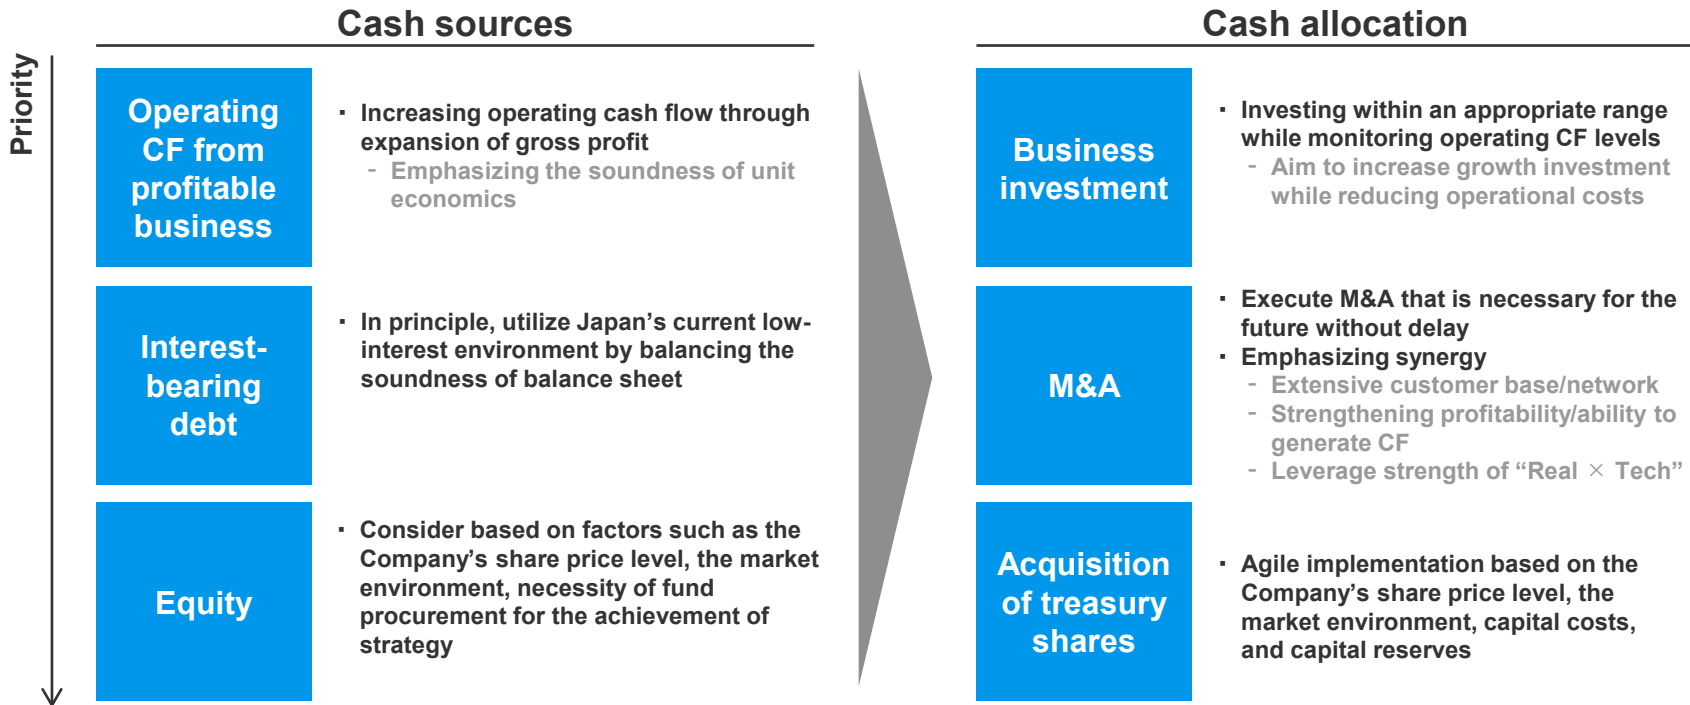 Cash sources
Priority
Operating
CF from
profitable
business
▪ Increasing operating cash flow through
expansion of gross profit
- Emphasizing the soundness of unit
economics
Interest-
bearing
debt
▪ In principle, utilize Japan’s current low-
interest environment by balancing the
soundness of balance sheet
Equity
▪ Consider based on factors such as the
Company’s share price level, the market
environment, necessity of fund
procurement for the achievement of
strategy
Cash allocation
Business
investment
▪ Investing within an appropriate range
while monitoring operating CF levels
- Aim to increase growth investment
while reducing operational costs
M&A
▪ Execute M&A that is necessary for the
future without delay
▪ Emphasizing synergy
- Extensive customer base/network
- Strengthening profitability/ability to
generate CF
- Leverage strength of “Real × Tech”
Acquisition
of treasury
shares
▪ Agile implementation based on the
Company’s share price level, the
market environment, capital costs,
and capital reserves